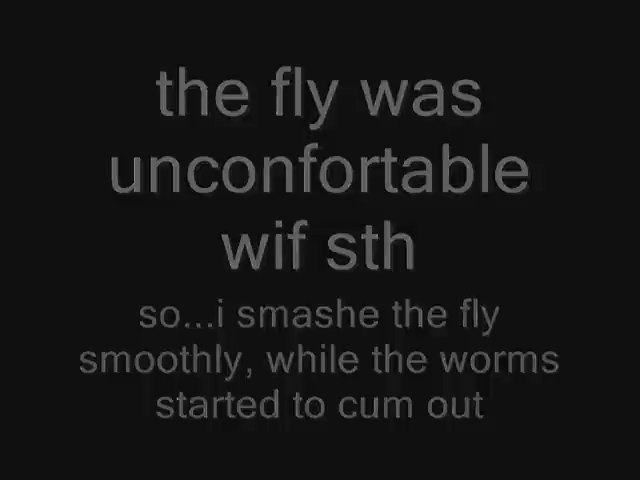 the fly was
unconfortable
wif sth
so...i smashe the fly
smoothly, while the worms
started to cum out